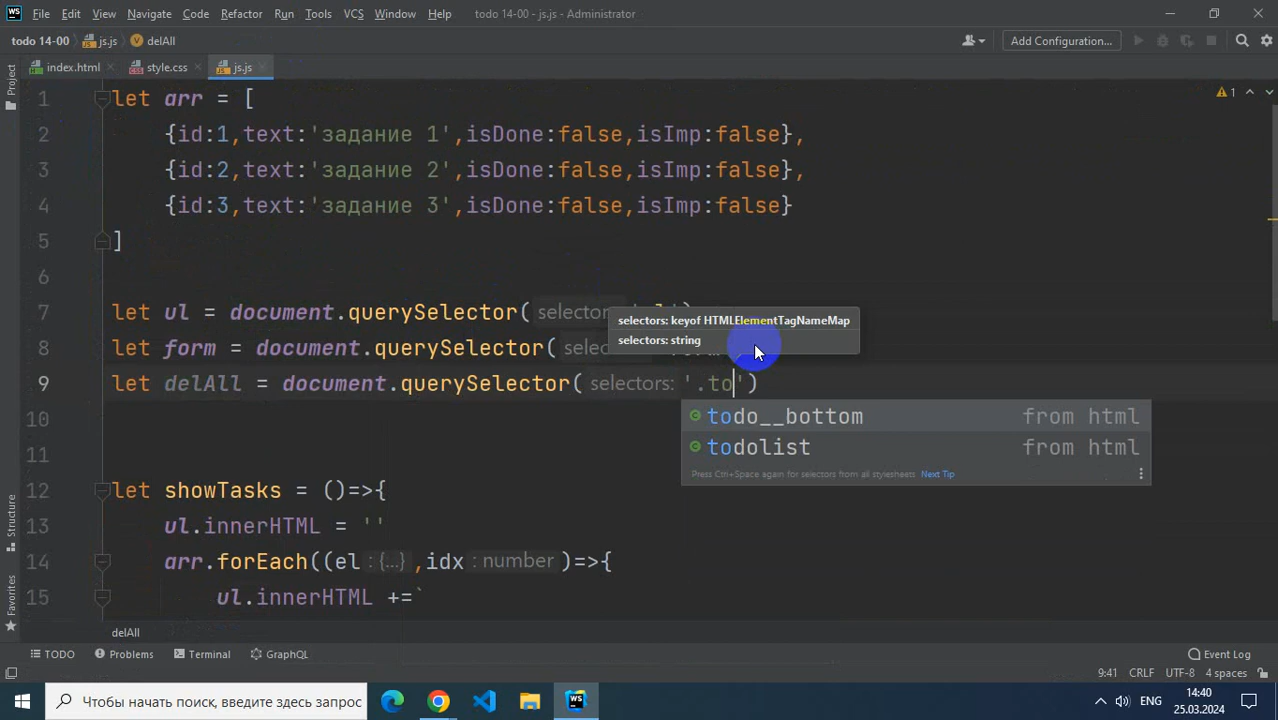 File Edit View Navigate Code Refactor Run Tools VCS Window Help todo 14-00 - js.js - Administrator
todo 14-00 js.js delAll Add Configuration...
index.html style.css js.js
Project
1 let arr = [ 1
2 {id:1,text:'задание 1',isDone:false,isImp:false},
3 {id:2,text:'задание 2',isDone:false,isImp:false},
4 {id:3,text:'задание 3',isDone:false,isImp:false}
5 ]
6
7 let ul = document.querySelector(
selectors: keyof HTMLElementTagNameMap
selectors: string
8 let form = document.querySelector(
9 let delAll = document.querySelector( selectors: '.to')
10 todo__bottom from html
11 todolist from html
Press Ctrl+Space again for selectors from all stylesheets Next Tip
12 let showTasks = ()=>{
13 ul.innerHTML = ''
14 arr.forEach((el : {...} ,idx : number )=>{
15 ul.innerHTML +=`
Structure
Favorites
delAll
TODO Problems Terminal GraphQL Event Log
9:41 CRLF UTF-8 4 spaces
WS
Чтобы начать поиск, введите здесь запрос
ENG
14:40
25.03.2024